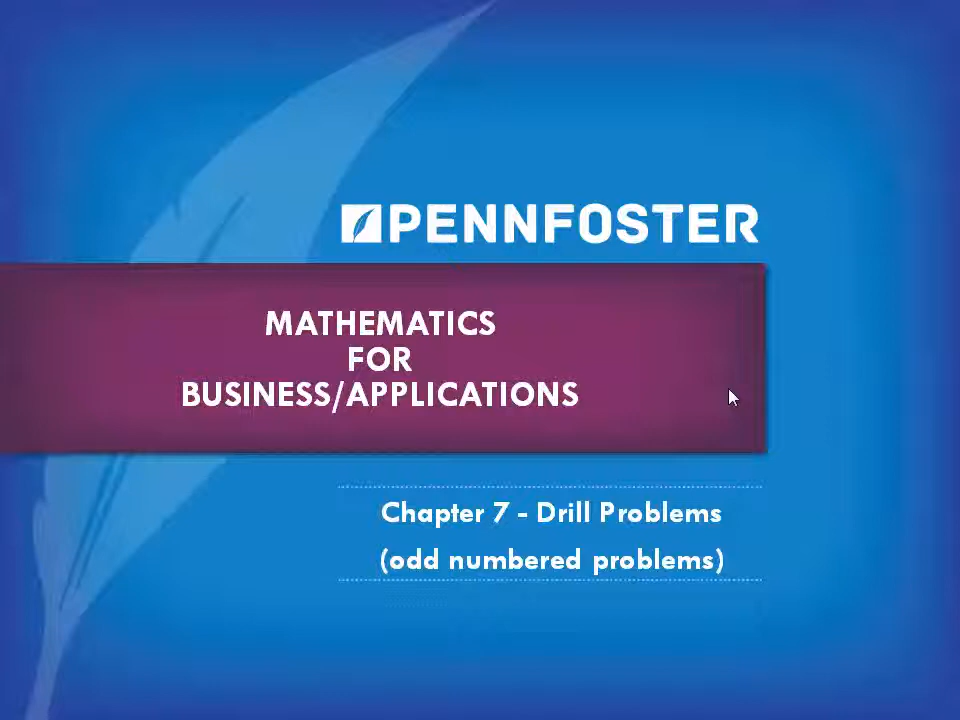 PENNFOSTER
MATHEMATICS
FOR
BUSINESS/APPLICATIONS
Chapter 7 - Drill Problems
(odd numbered problems)